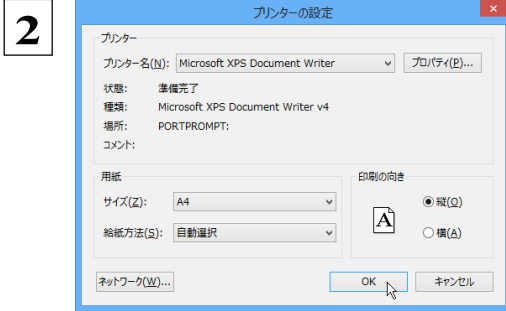 2
プリンターの設定
プリンター
プリンター名(N): Microsoft XPS Document Writer プロパティ(P)...
状態: 準備完了
種類: Microsoft XPS Document Writer v4
場所: PORTPROMPT:
コメント:
用紙
サイズ(Z): A4
給紙方法(S): 自動選択
印刷の向き
A
縦(O)
横(A)
ネットワーク(W)... OK キャンセル